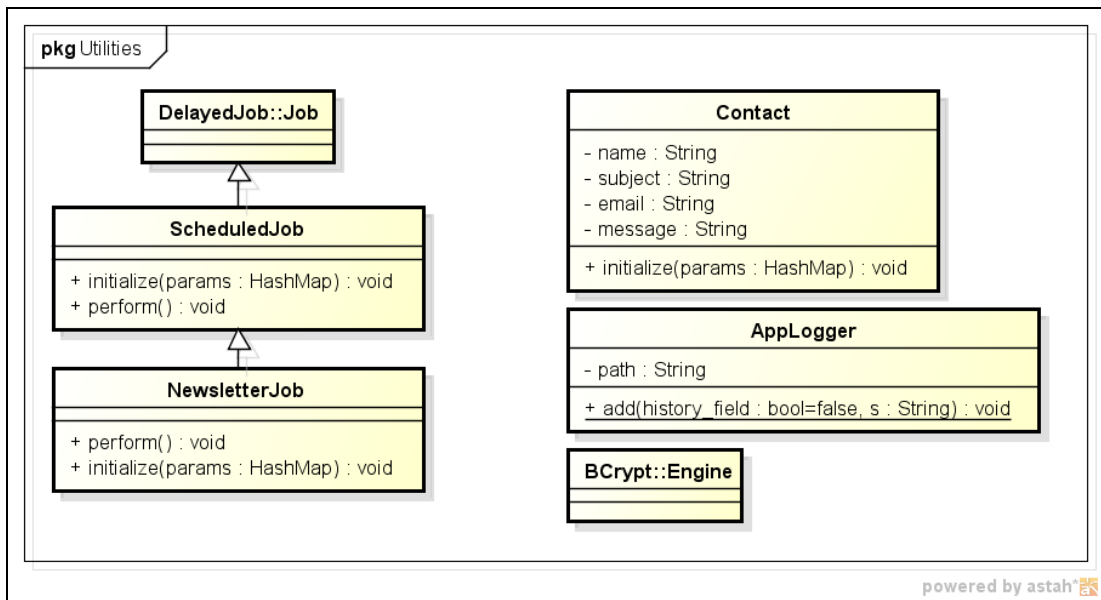 pkg Utilities
DelayedJob::Job
ScheduledJob
+ initialize(params : HashMap) : void
+ perform() : void
NewsletterJob
+ perform() : void
+ initialize(params : HashMap) : void
Contact
- name : String
- subject : String
- email : String
- message : String
+ initialize(params : HashMap) : void
AppLogger
- path : String
+ add(history_field : bool=false, s : String) : void
BCrypt::Engine
powered by astah*